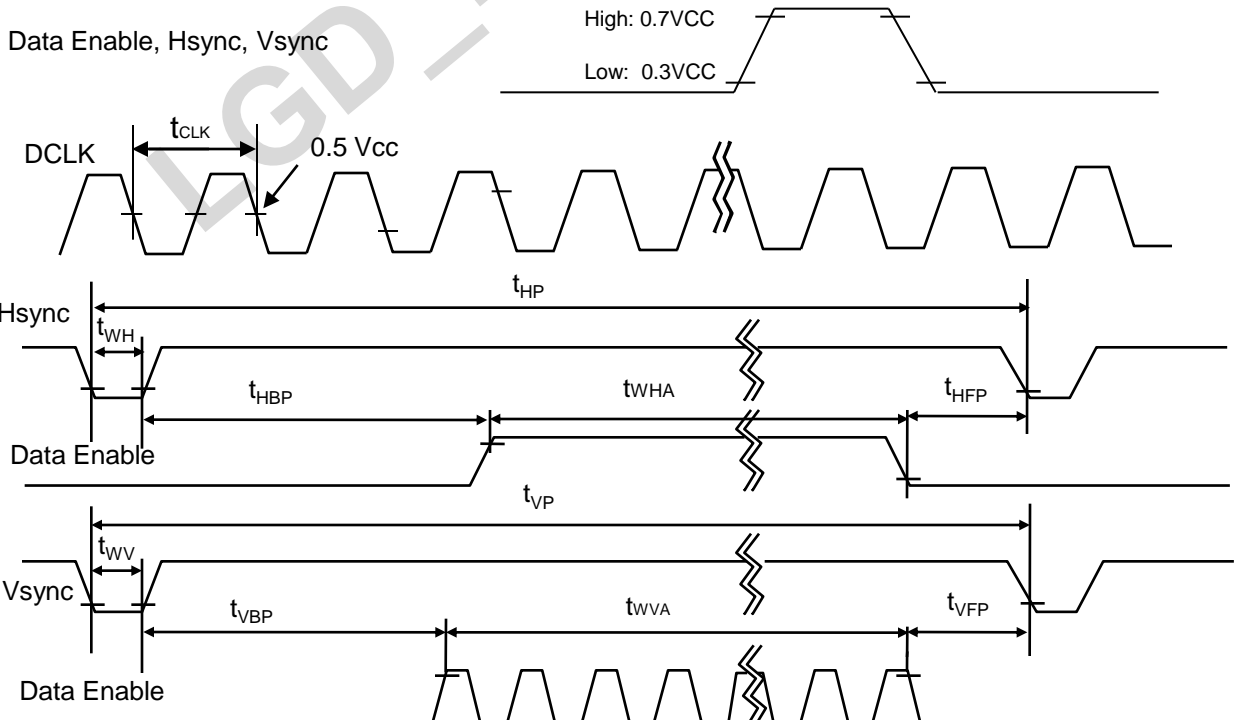 High: 0.7VCC
Data Enable, Hsync, Vsync
Low: 0.3VCC
LGD_
tCLK
DCLK
0.5 Vcc
tHP
Hsync
tWH
tHBP
tWHA
tHFP
Data Enable
tVP
tWV
Vsync
tVBP
tWVA
tVFP
Data Enable